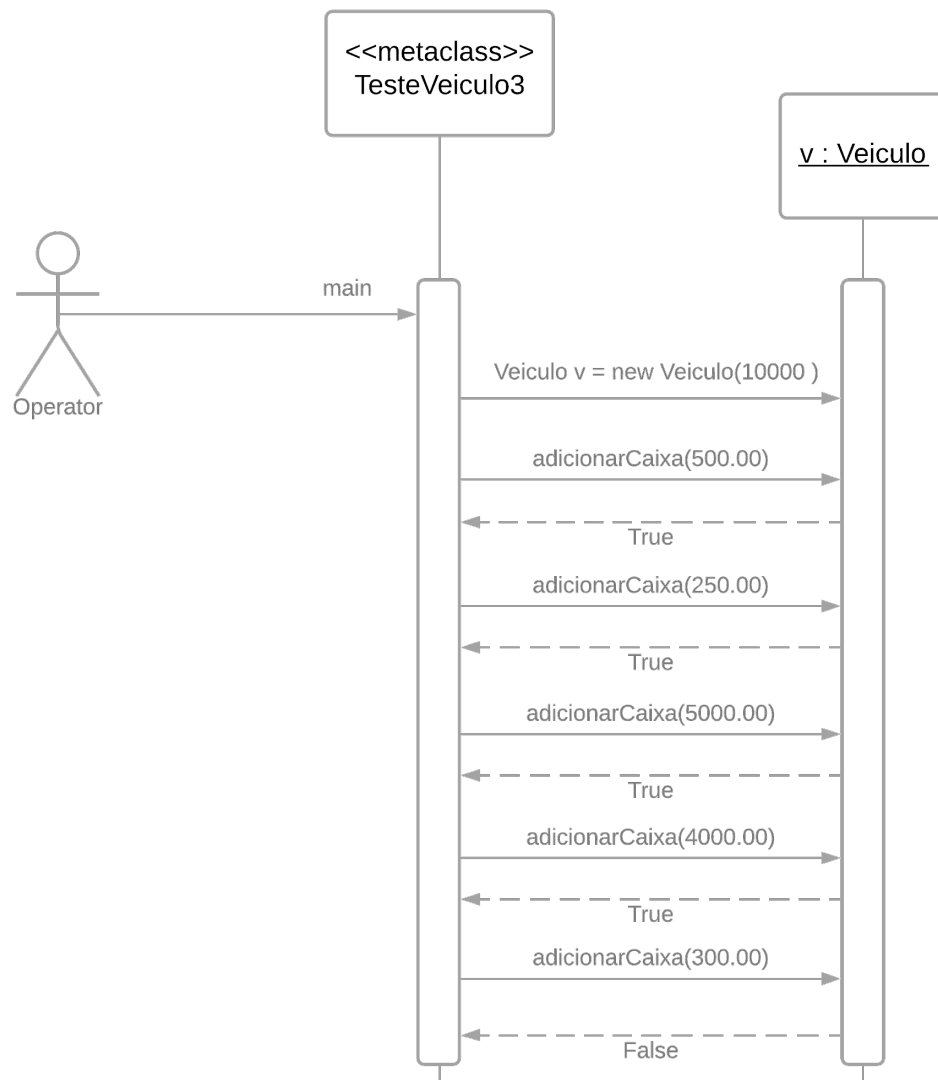 <<metaclass>>
TesteVeiculo3
v : Veiculo
main
Operator
Veiculo v = new Veiculo(10000 )
adicionarCaixa(500.00)
True
adicionarCaixa(250.00)
True
adicionarCaixa(5000.00)
True
adicionarCaixa(4000.00)
True
adicionarCaixa(300.00)
False